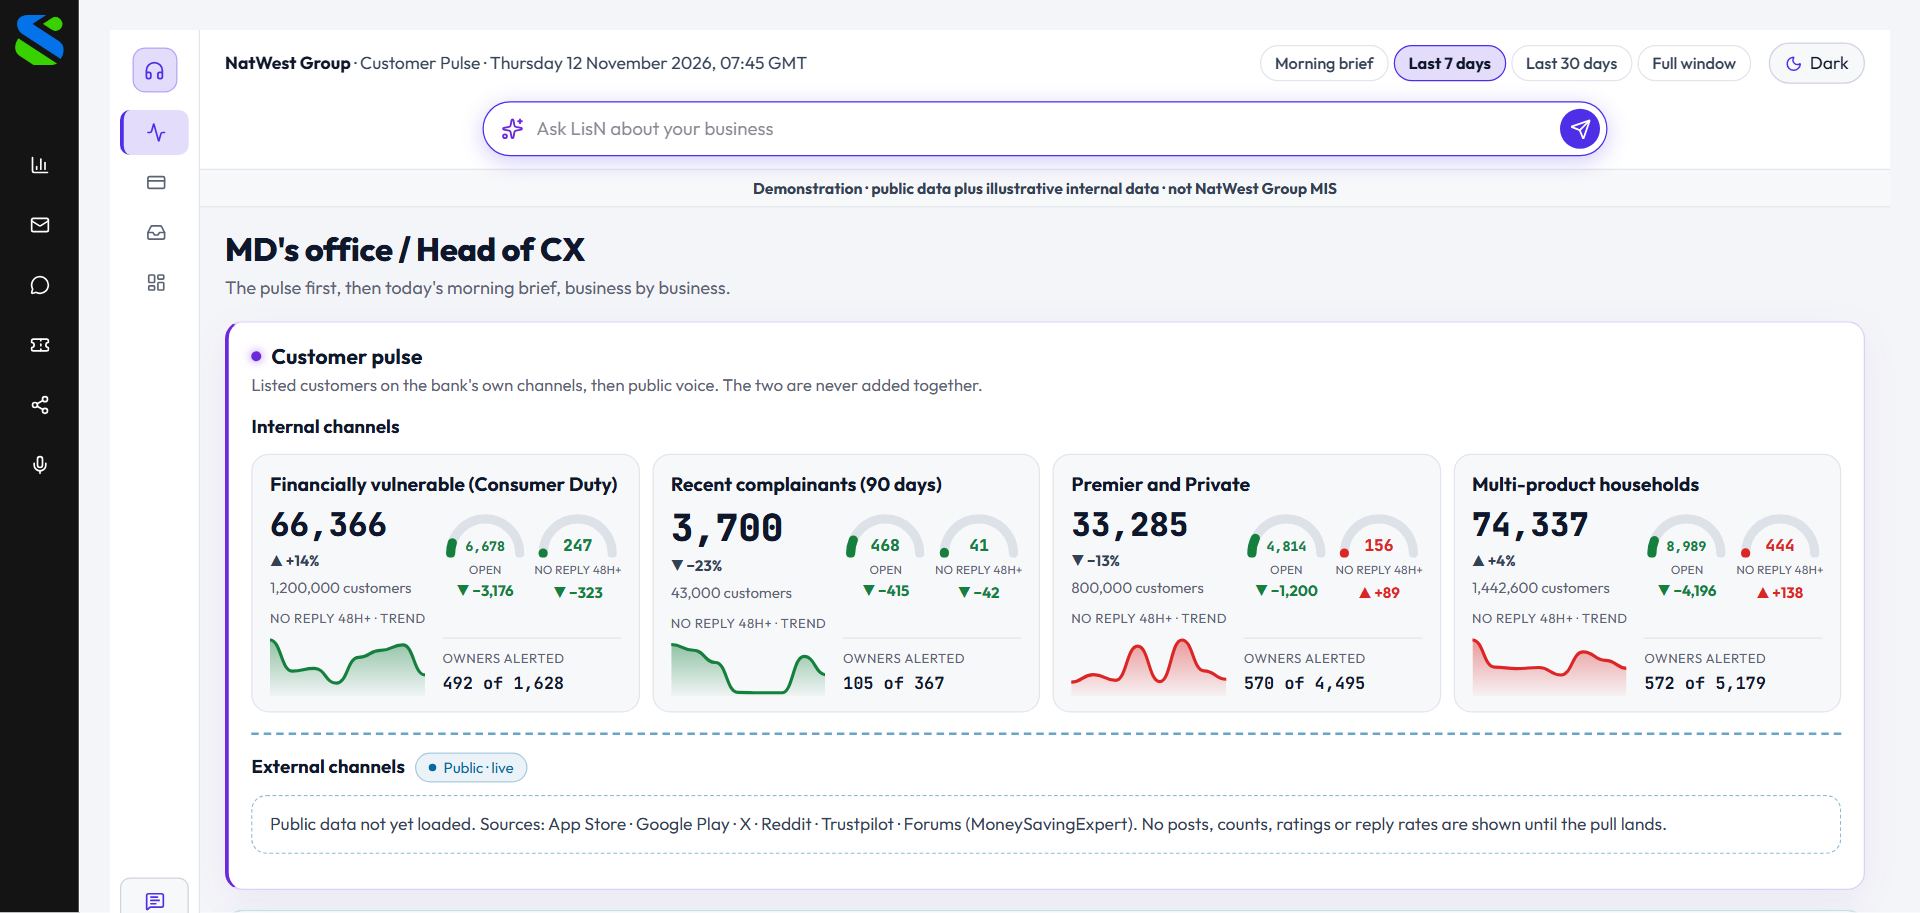 NatWest Group · Customer Pulse · Thursday 12 November 2026, 07:45 GMT
Morning brief
Last 7 days
Last 30 days
Full window
Dark
Ask LisN about your business
Demonstration · public data plus illustrative internal data · not NatWest Group MIS
MD's office / Head of CX
The pulse first, then today's morning brief, business by business.
Customer pulse
Listed customers on the bank's own channels, then public voice. The two are never added together.
Internal channels
Financially vulnerable (Consumer Duty)
66,366
▲ +14%
1,200,000 customers
6,678
OPEN
▼ −3,176
247
NO REPLY 48H+
▼ −323
NO REPLY 48H+ · TREND
OWNERS ALERTED
492 of 1,628
Recent complainants (90 days)
3,700
▼ −23%
43,000 customers
468
OPEN
▼ −415
41
NO REPLY 48H+
▼ −42
NO REPLY 48H+ · TREND
OWNERS ALERTED
105 of 367
Premier and Private
33,285
▼ −13%
800,000 customers
4,814
OPEN
▼ −1,200
156
NO REPLY 48H+
▲ +89
NO REPLY 48H+ · TREND
OWNERS ALERTED
570 of 4,495
Multi-product households
74,337
▲ +4%
1,442,600 customers
8,989
OPEN
▼ −4,196
444
NO REPLY 48H+
▲ +138
NO REPLY 48H+ · TREND
OWNERS ALERTED
572 of 5,179
External channels
Public · live
Public data not yet loaded. Sources: App Store · Google Play · X · Reddit · Trustpilot · Forums (MoneySavingExpert). No posts, counts, ratings or reply rates are shown until the pull lands.